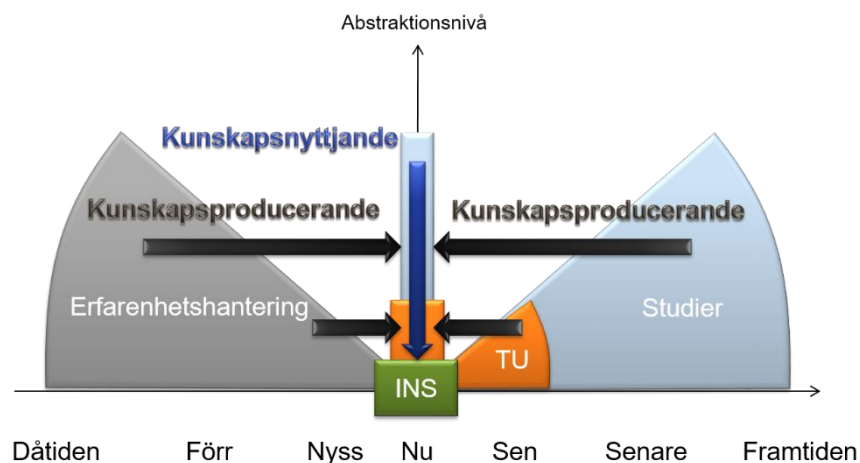 Abstraktionsnivå
Kunskapsnyttjande
Kunskapsproducerande Kunskapsproducerande
Erfarenhetshantering Studier
TU
INS
Dåtiden Förr Nyss Nu Sen Senare Framtiden